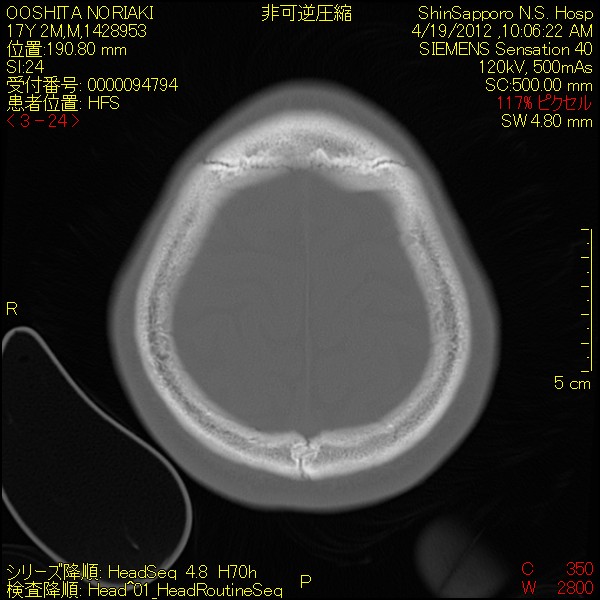 OOSHITA NORIAKI
17Y 2M,M,1428953
位置:190.80 mm
SI:24
受付番号: 0000094794
患者位置: HFS
<3-24>
非可逆圧縮
ShinSapporo N.S. Hosp
4/19/2012 ,10:06:22 AM
SIEMENS Sensation 40
120kV, 500mAs
SC:500.00 mm
117% ピクセル
SW 4.80 mm
R
5 cm
シリーズ降順: HeadSeq 4.8 H70h
検査降順: Head^01_HeadRoutineSeq
P
C 350
W 2800